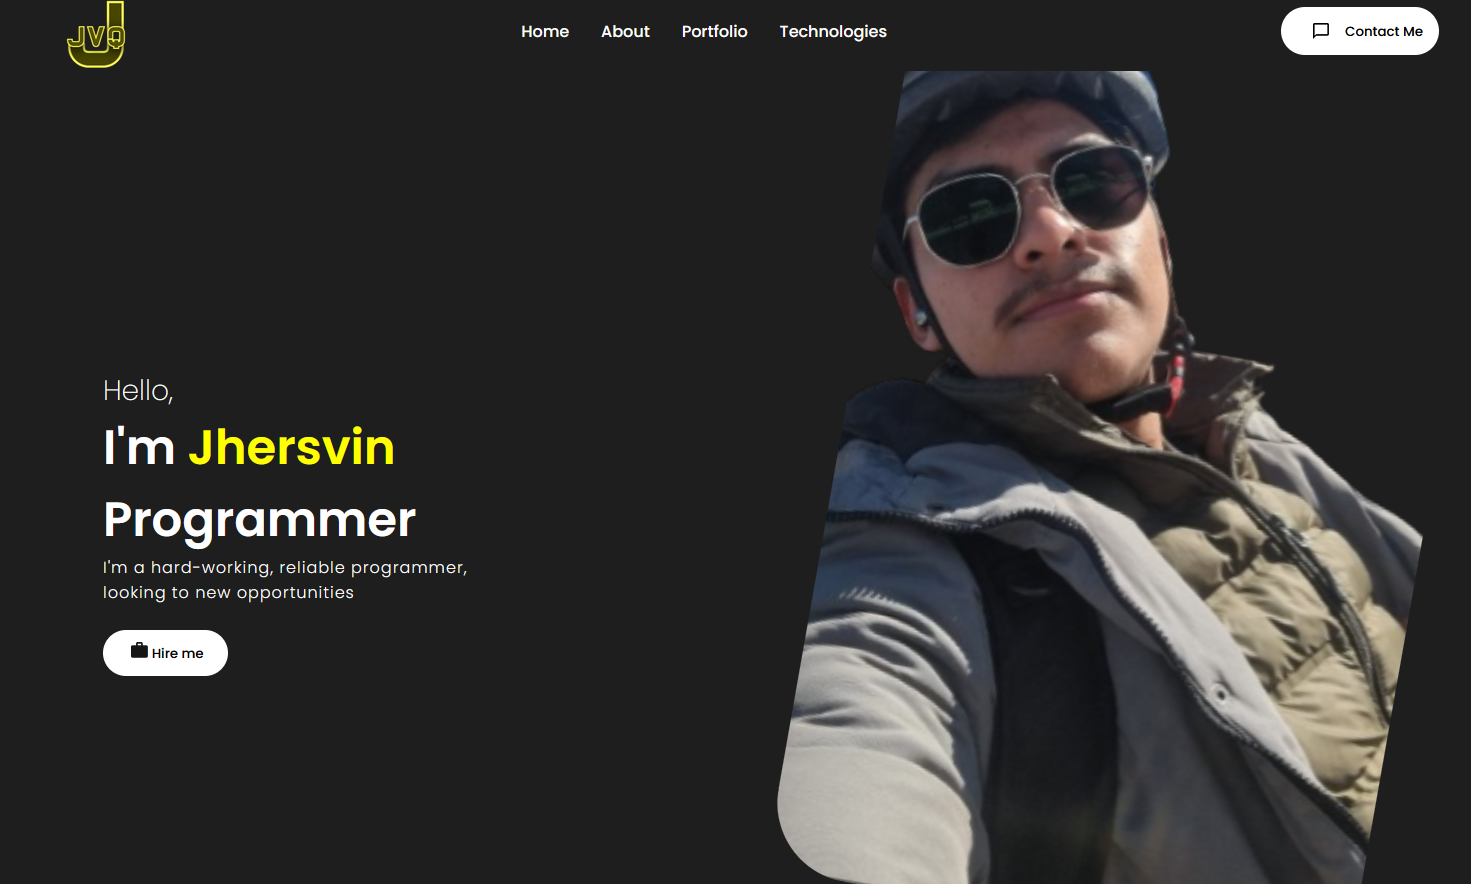 JVQ
Home About Portfolio Technologies
Contact Me
Hello,
I'm Jhersvin
Programmer
I'm a hard-working, reliable programmer,
looking to new opportunities
Hire me